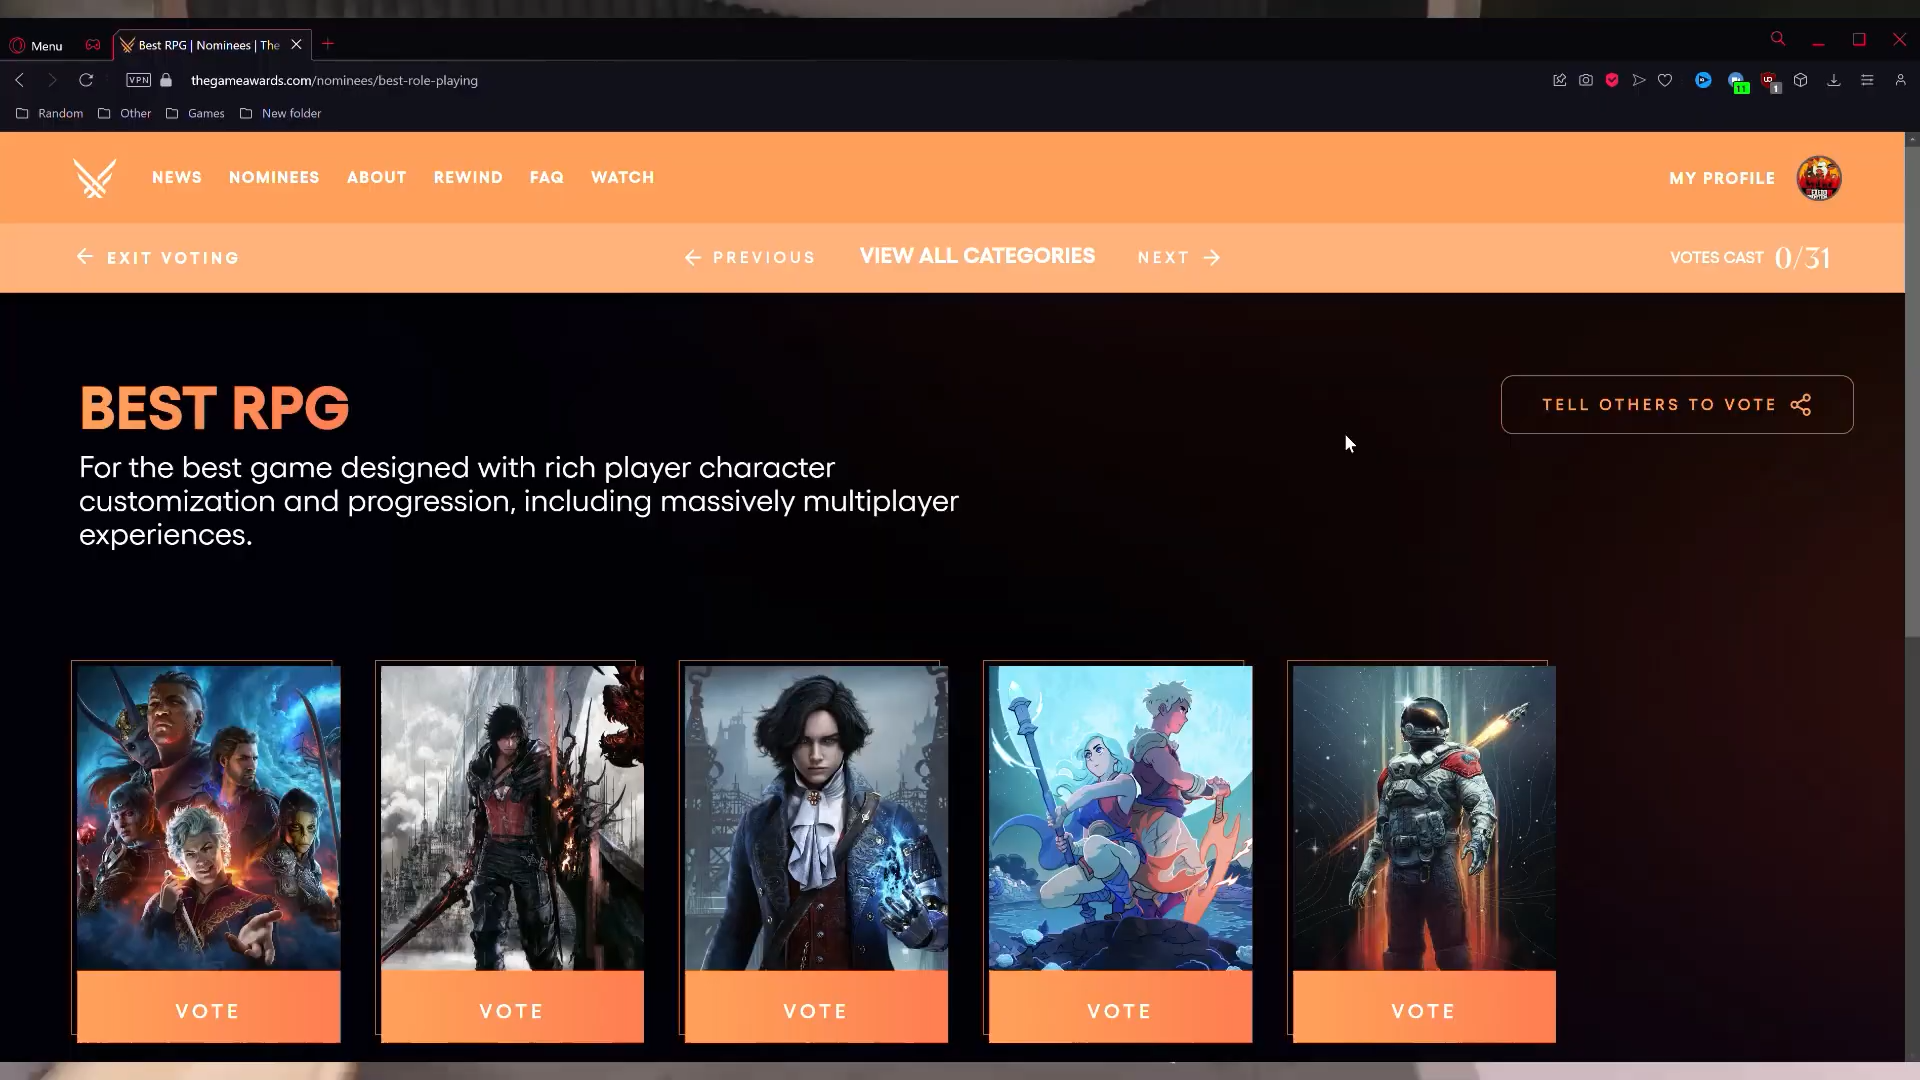 Menu
Best RPG | Nominees | The
VPN
thegameawards.com/nominees/best-role-playing
11
1
Random
Other
Games
New folder
NEWS
NOMINEES
ABOUT
REWIND
FAQ
WATCH
MY PROFILE
EXIT VOTING
PREVIOUS
VIEW ALL CATEGORIES
NEXT
VOTES CAST 0/31
BEST RPG
TELL OTHERS TO VOTE
For the best game designed with rich player character
customization and progression, including massively multiplayer
experiences.
VOTE
VOTE
VOTE
VOTE
VOTE